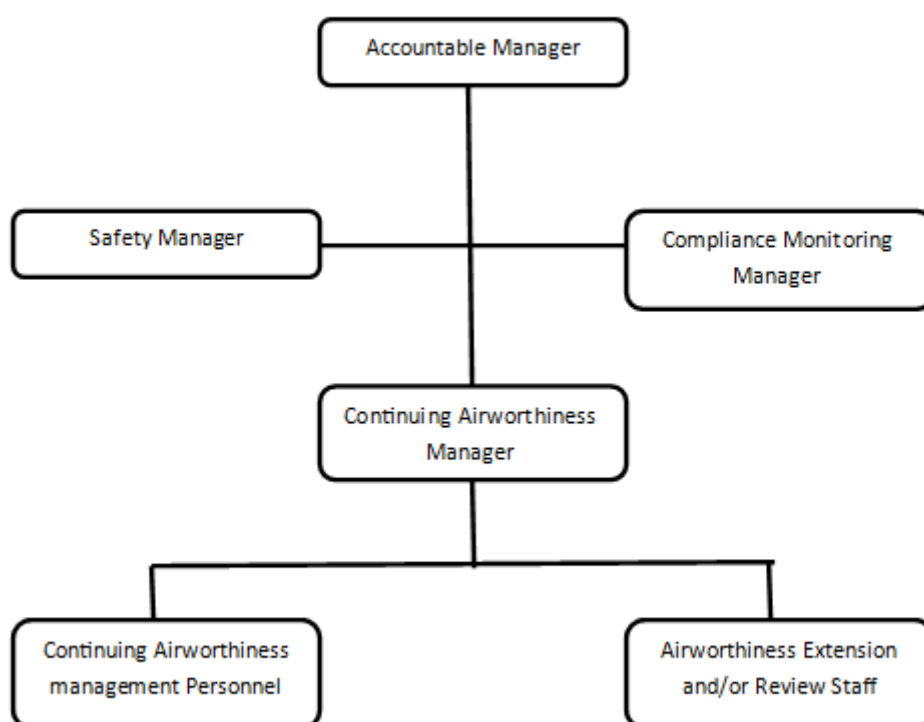 Accountable Manager
Safety Manager
Compliance Monitoring
Manager
Continuing Airworthiness
Manager
Continuing Airworthiness
management Personnel
Airworthiness Extension
and/or Review Staff